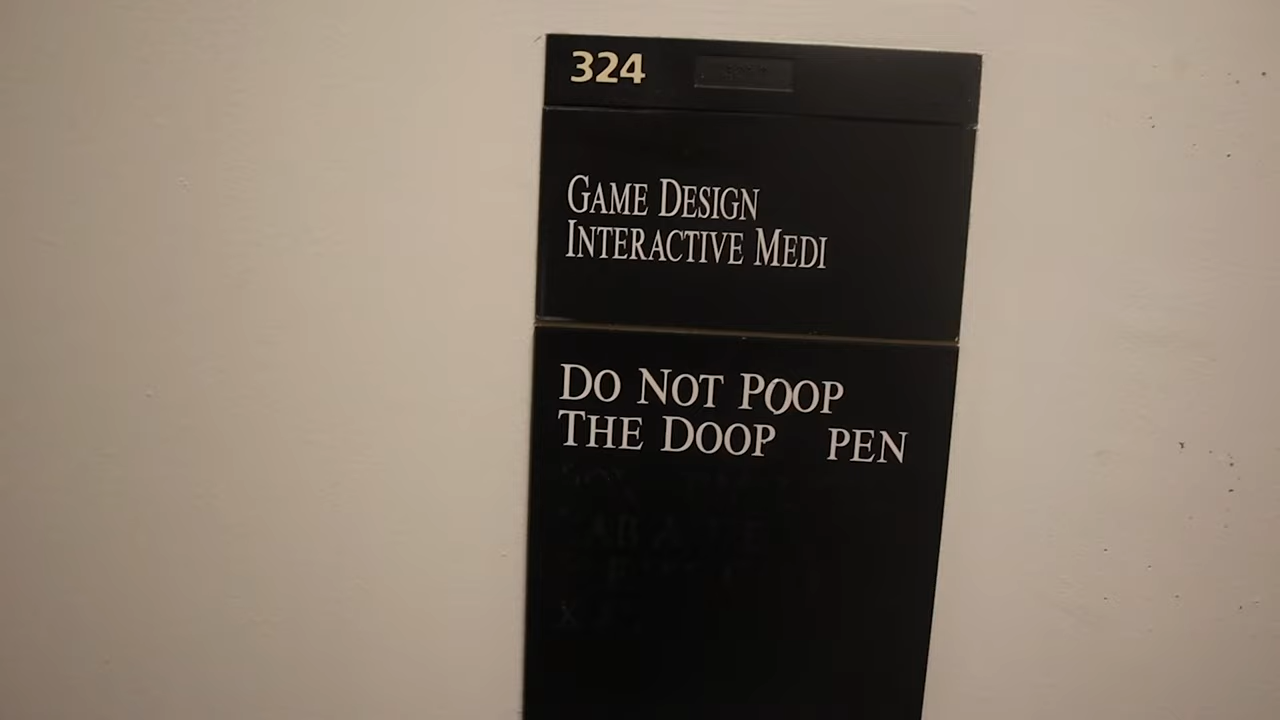 324
GAME DESIGN
INTERACTIVE MEDI
DO NOT POOP
THE DOOP PEN